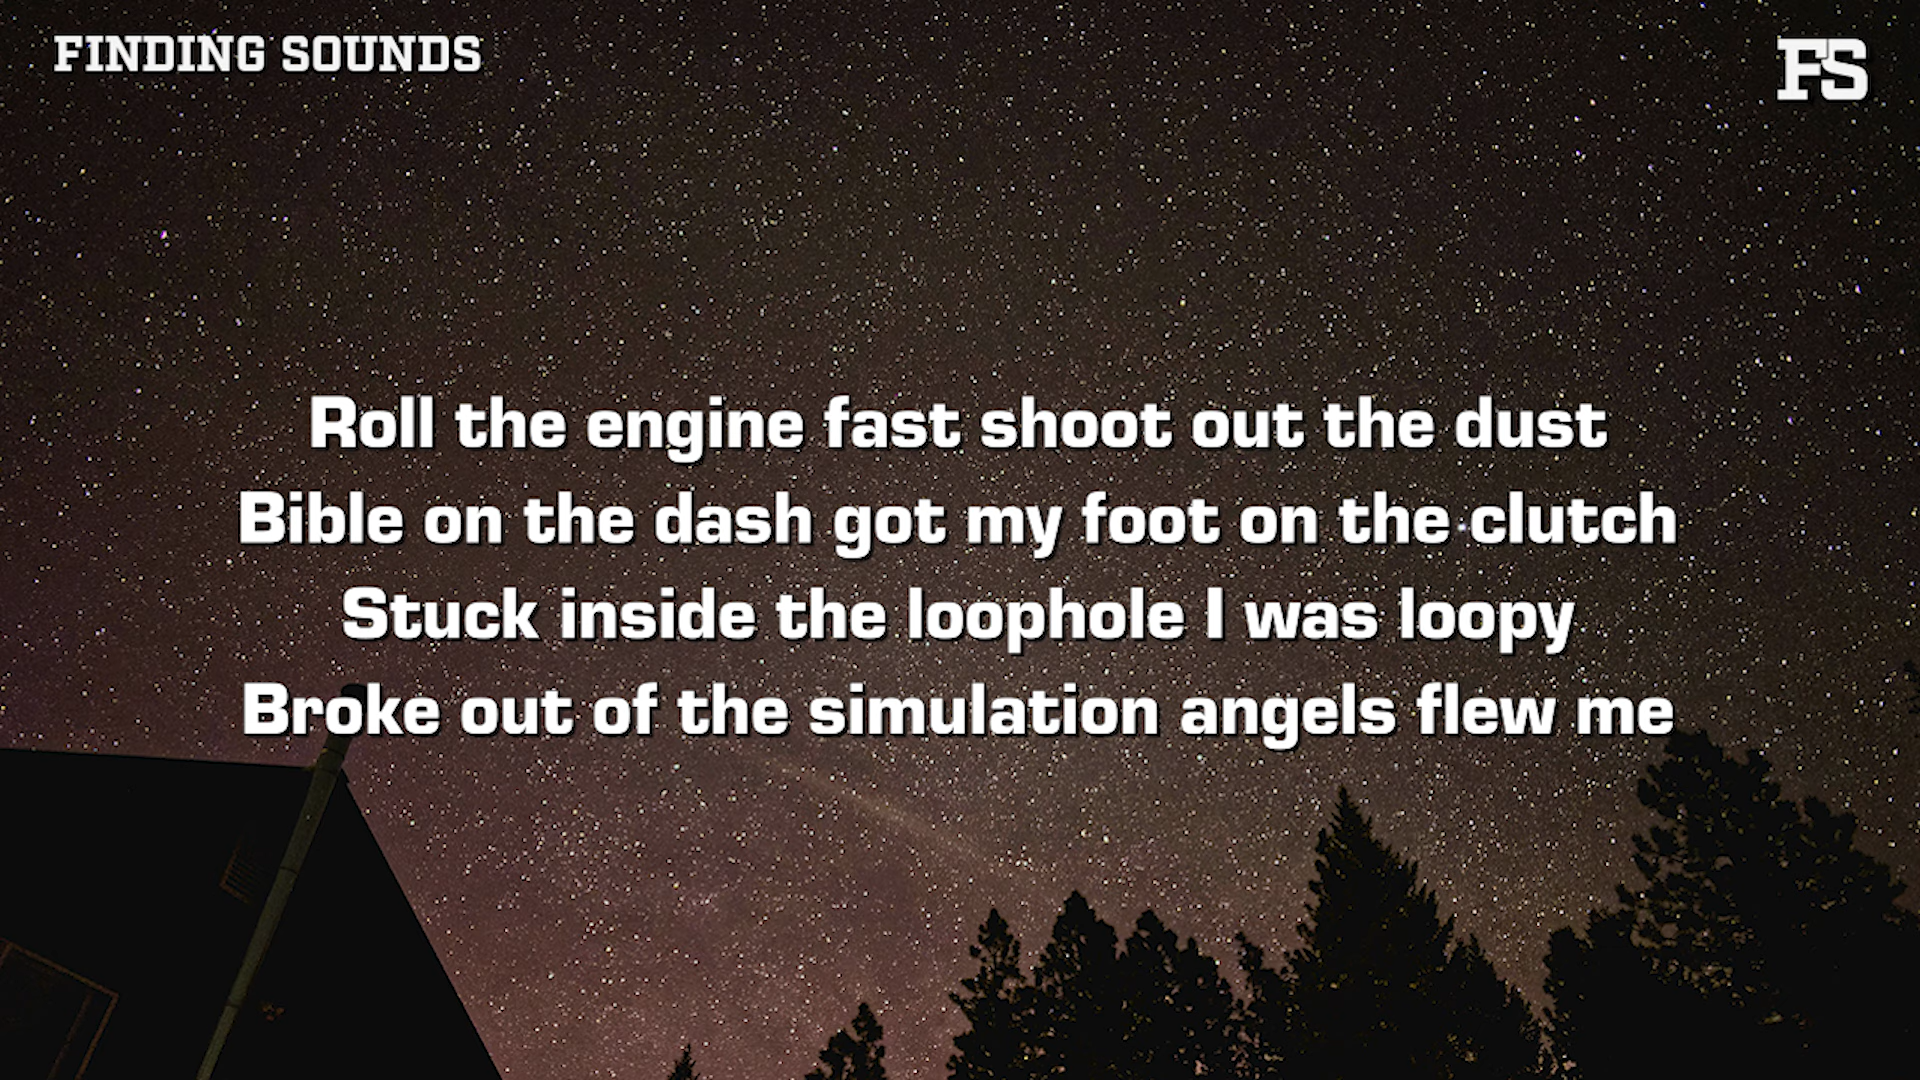 FINDING SOUNDS
FS
Roll the engine fast shoot out the dust
Bible on the dash got my foot on the clutch
Stuck inside the loophole I was loopy
Broke out of the simulation angels flew me